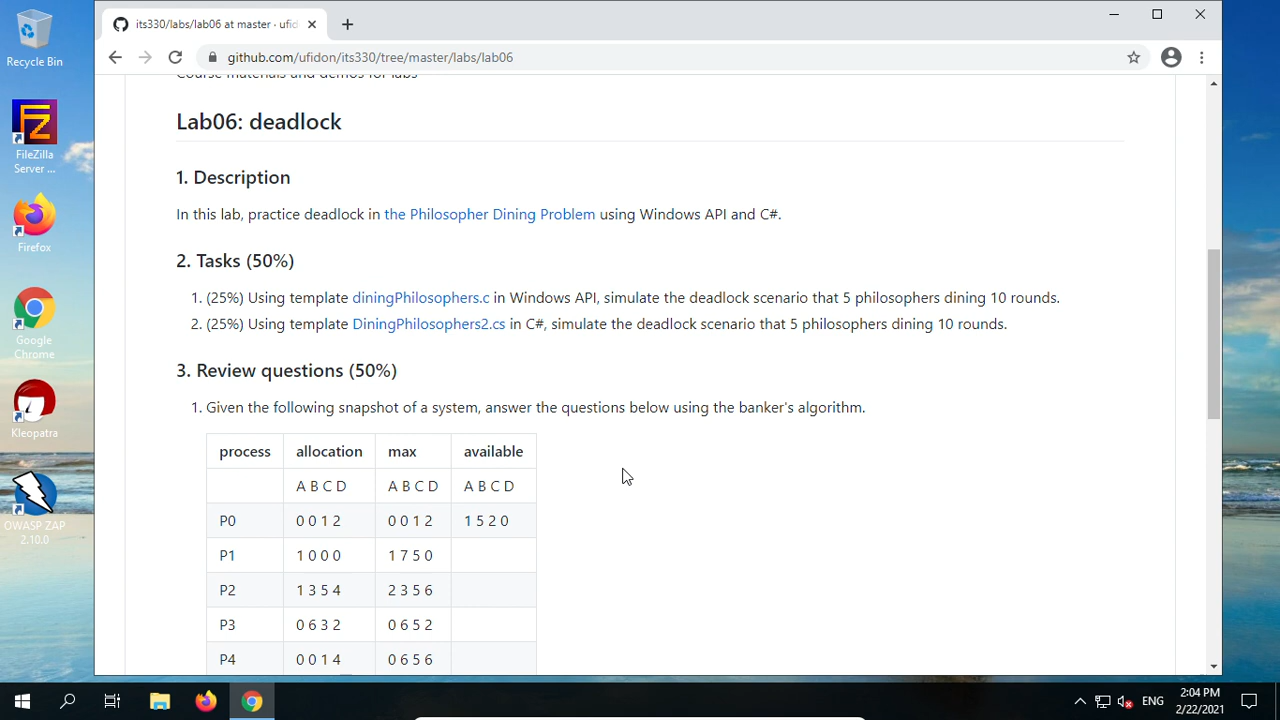 Recycle Bin
FileZilla
Server ...
Firefox
Google
Chrome
Kleopatra
OWASP ZAP
2.10.0
its330/labs/lab06 at master · ufid
github.com/ufidon/its330/tree/master/labs/lab06
Course materials and demos for labs
Lab06: deadlock
1. Description
In this lab, practice deadlock in the Philosopher Dining Problem using Windows API and C#.
2. Tasks (50%)
1. (25%) Using template diningPhilosophers.c in Windows API, simulate the deadlock scenario that 5 philosophers dining 10 rounds.
2. (25%) Using template DiningPhilosophers2.cs in C#, simulate the deadlock scenario that 5 philosophers dining 10 rounds.
3. Review questions (50%)
1. Given the following snapshot of a system, answer the questions below using the banker's algorithm.
process allocation max available
A B C D A B C D A B C D
P0 0 0 1 2 0 0 1 2 1 5 2 0
P1 1 0 0 0 1 7 5 0
P2 1 3 5 4 2 3 5 6
P3 0 6 3 2 0 6 5 2
P4 0 0 1 4 0 6 5 6
ENG
2:04 PM
2/22/2021